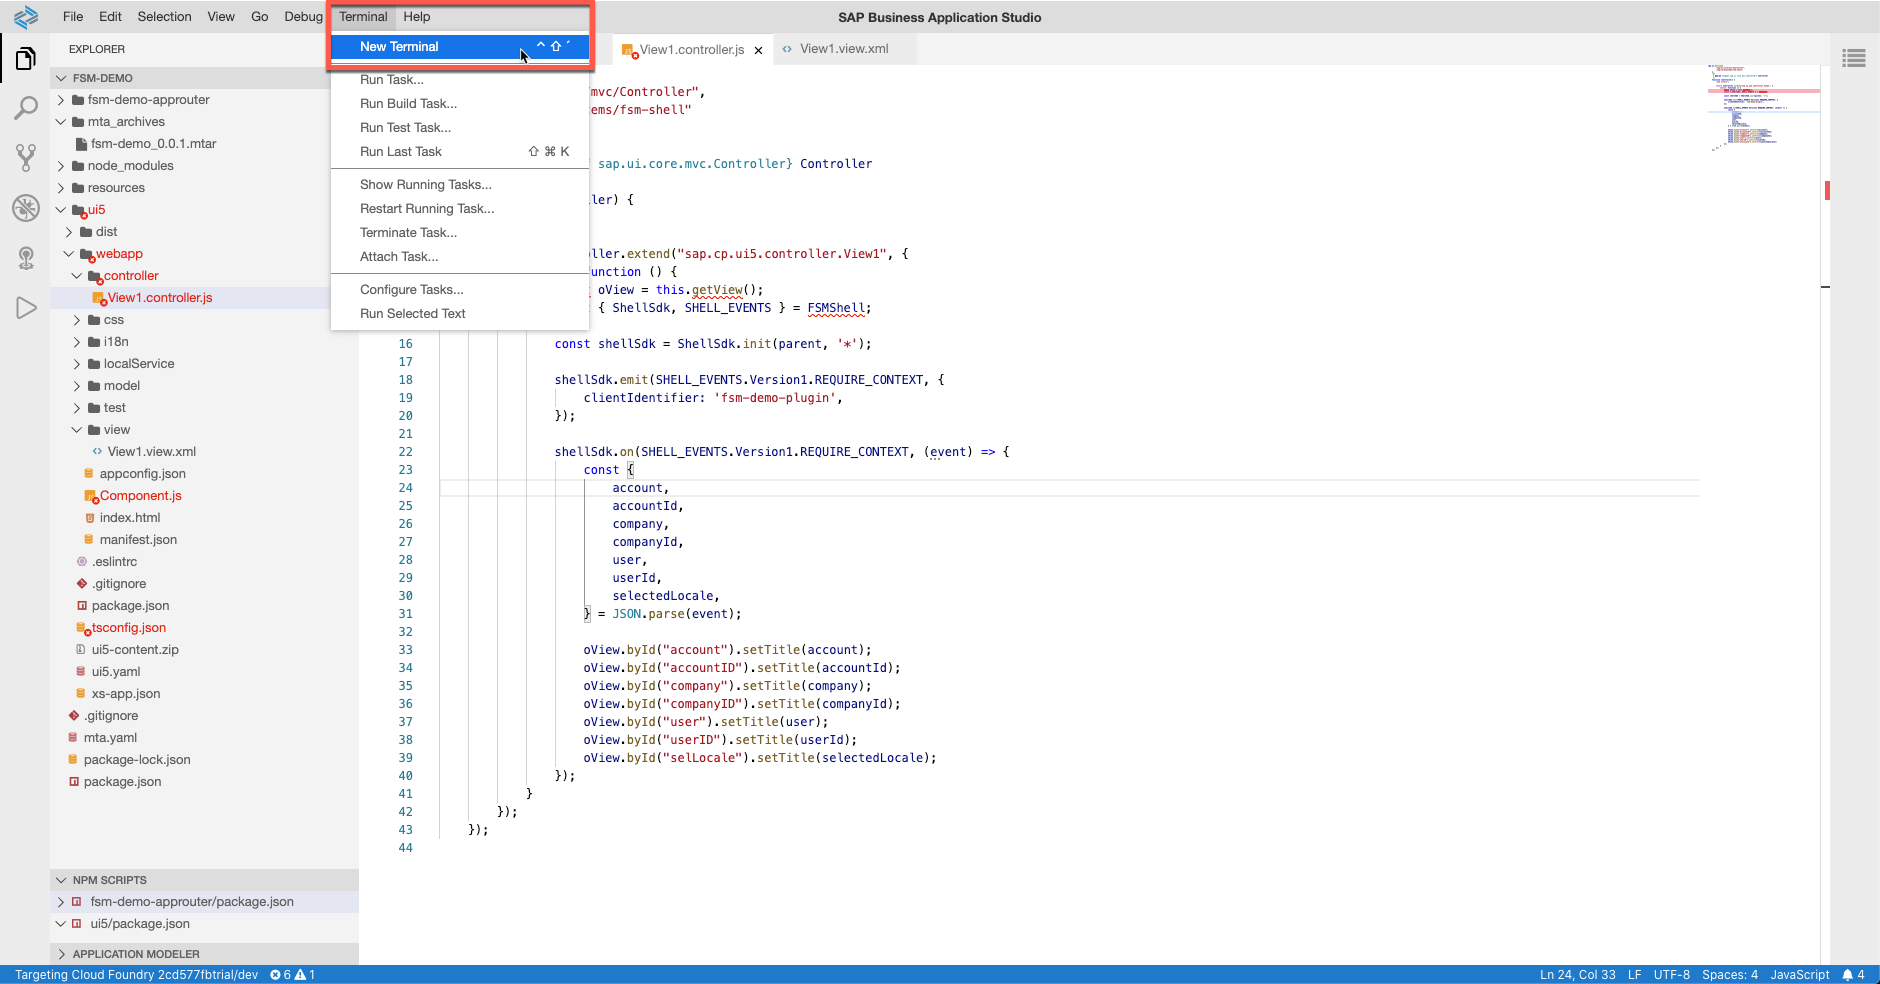 File Edit Selection View Go Debug Terminal Help
SAP Business Application Studio
EXPLORER
FSM-DEMO
fsm-demo-approuter
mta_archives
fsm-demo_0.0.1.mtar
node_modules
resources
ui5
dist
webapp
controller
View1.controller.js
css
i18n
localService
model
test
view
View1.view.xml
appconfig.json
Component.js
index.html
manifest.json
.eslintrc
.gitignore
package.json
tsconfig.json
ui5-content.zip
ui5.yaml
xs-app.json
.gitignore
mta.yaml
package-lock.json
package.json
NPM SCRIPTS
fsm-demo-approuter/package.json
ui5/package.json
APPLICATION MODELER
New Terminal ^ ⇧ ´
Run Task...
Run Build Task...
Run Test Task...
Run Last Task ⇧ ⌘ K
Show Running Tasks...
Restart Running Task...
Terminate Task...
Attach Task...
Configure Tasks...
Run Selected Text
View1.controller.js
View1.view.xml
mvc/Controller",
ems/fsm-shell"
sap.ui.core.mvc.Controller} Controller
ler) {
ller.extend("sap.cp.ui5.controller.View1", {
unction () {
oView = this.getView();
{ ShellSdk, SHELL_EVENTS } = FSMShell;
16 const shellSdk = ShellSdk.init(parent, '*');
17
18 shellSdk.emit(SHELL_EVENTS.Version1.REQUIRE_CONTEXT, {
19 clientIdentifier: 'fsm-demo-plugin',
20 });
21
22 shellSdk.on(SHELL_EVENTS.Version1.REQUIRE_CONTEXT, (event) => {
23 const {
24 account,
25 accountId,
26 company,
27 companyId,
28 user,
29 userId,
30 selectedLocale,
31 } = JSON.parse(event);
32
33 oView.byId("account").setTitle(account);
34 oView.byId("accountID").setTitle(accountId);
35 oView.byId("company").setTitle(company);
36 oView.byId("companyID").setTitle(companyId);
37 oView.byId("user").setTitle(user);
38 oView.byId("userID").setTitle(userId);
39 oView.byId("selLocale").setTitle(selectedLocale);
40 });
41 }
42 });
43 });
44
Targeting Cloud Foundry 2cd577fbtrial/dev 6 1
Ln 24, Col 33 LF UTF-8 Spaces: 4 JavaScript 4